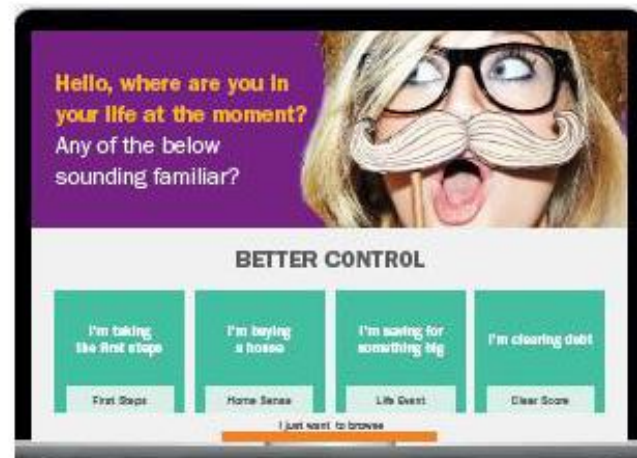 Hello, where are you in
your life at the moment?
Any of the below
sounding familiar?
BETTER CONTROL
I'm taking
the first steps
I'm buying
a house
I'm saving for
something big
I'm clearing debt
First Steps
Home Sense
Life Event
Clear Score
I just want to browse